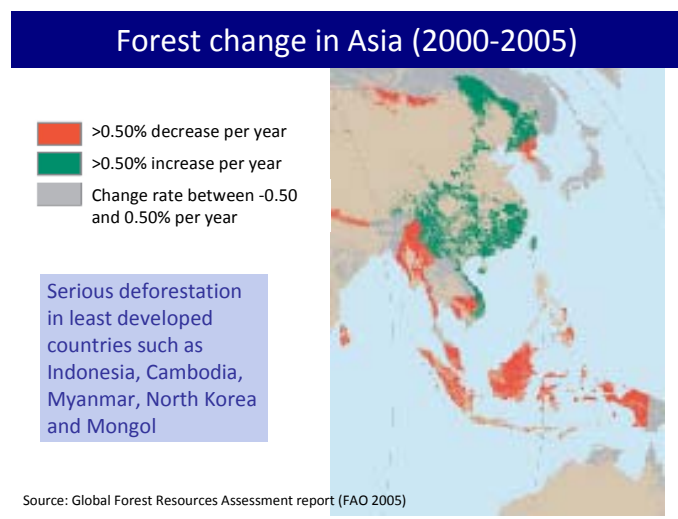 Forest change in Asia (2000-2005)
>0.50% decrease per year
>0.50% increase per year
Change rate between -0.50
and 0.50% per year
Serious deforestation
in least developed
countries such as
Indonesia, Cambodia,
Myanmar, North Korea
and Mongol
Source: Global Forest Resources Assessment report (FAO 2005)